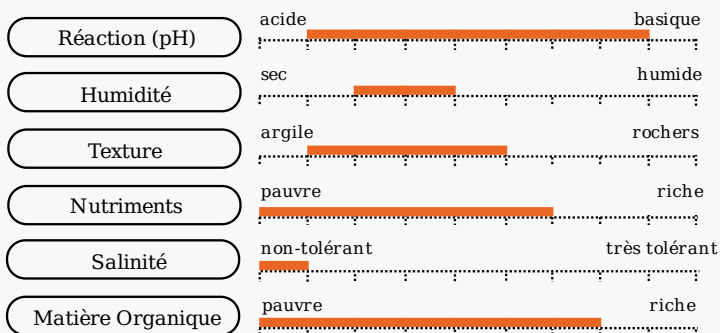 acide basique
Réaction (pH)
sec humide
Humidité
argile rochers
Texture
pauvre riche
Nutriments
non-tolérant très tolérant
Salinité
pauvre riche
Matière Organique